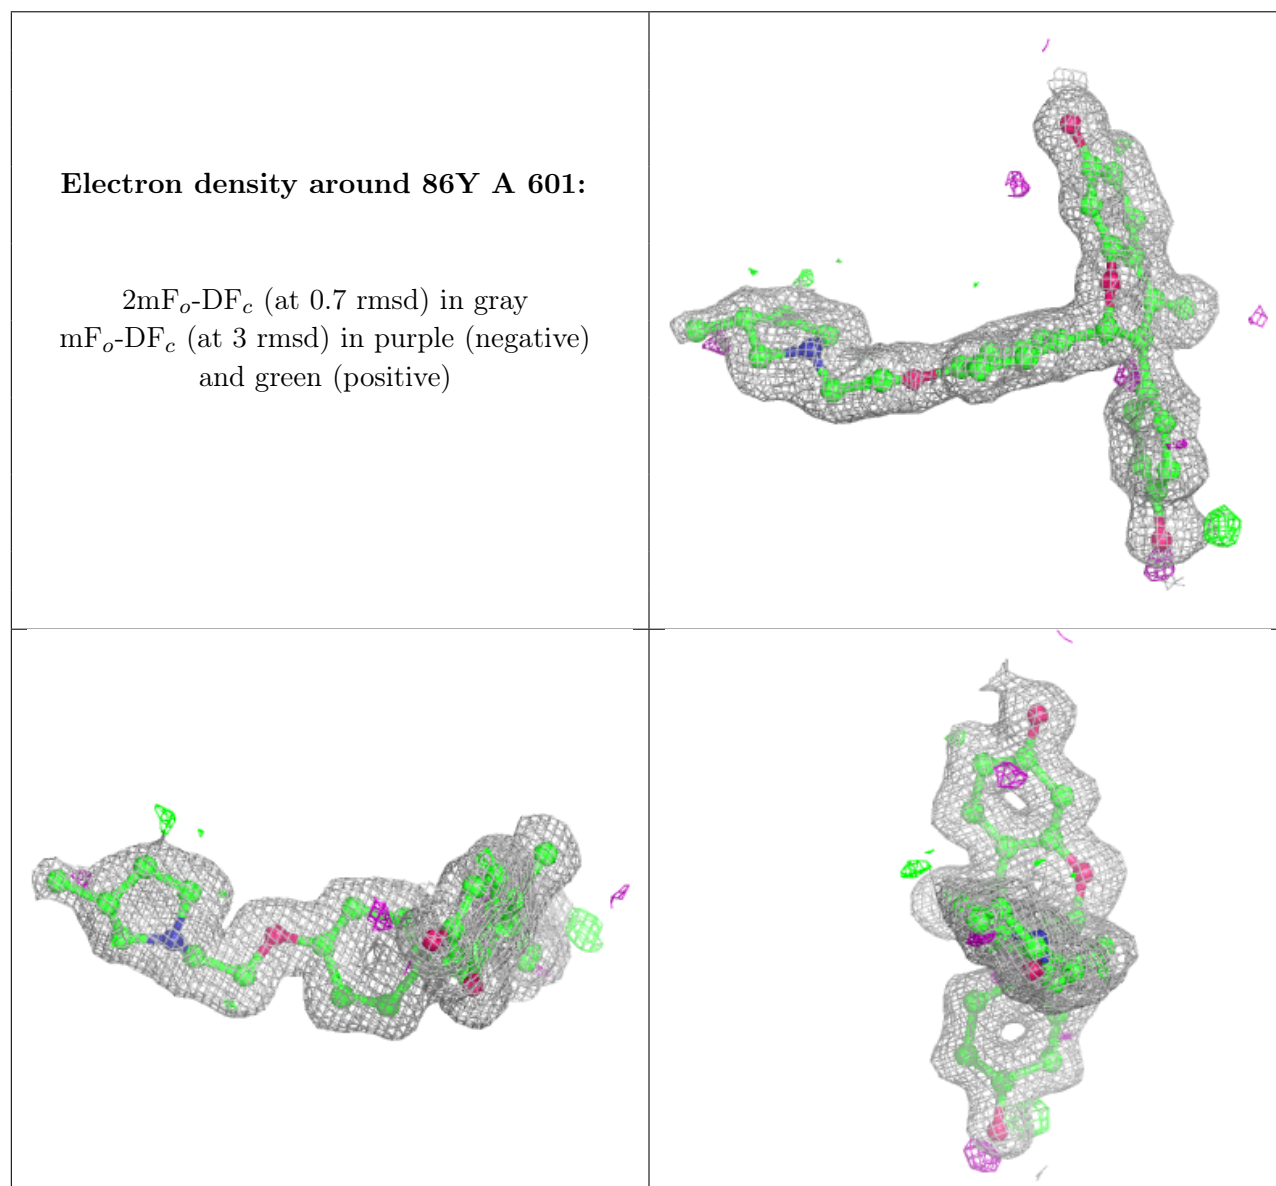 Electron density around 86Y A 601:
2mFo-DFc (at 0.7 rmsd) in gray
mFo-DFc (at 3 rmsd) in purple (negative)
and green (positive)